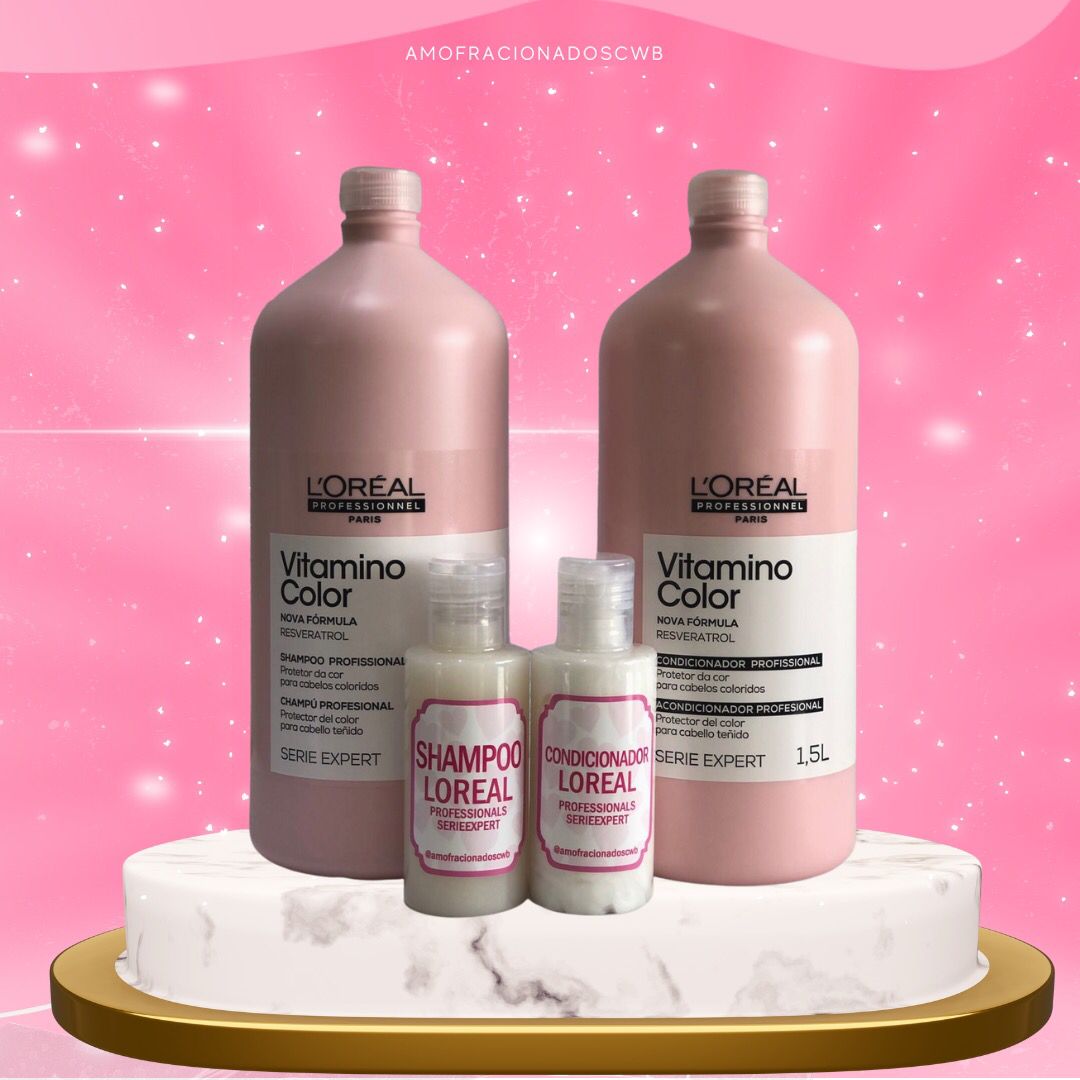 AMOFRACIONADOSCWB
L'ORÉAL
PROFESSIONNEL
PARIS
Vitamino
Color
NOVA FÓRMULA
RESVERATROL
SHAMPOO PROFISSIONAL
Protetor da cor
para cabelos coloridos
CHAMPÚ PROFESIONAL
Protector del color
para cabello teñido
SERIE EXPERT
L'ORÉAL
PROFESSIONNEL
PARIS
Vitamino
Color
NOVA FÓRMULA
RESVERATROL
CONDICIONADOR PROFISSIONAL
Protetor da cor
para cabelos coloridos
ACONDICIONADOR PROFESIONAL
Protector del color
para cabello teñido
SERIE EXPERT 1,5L
SHAMPOO
LOREAL
PROFESSIONALS
SERIEEXPERT
@amofracionadoscwb
CONDICIONADOR
LOREAL
PROFESSIONALS
SERIEEXPERT
@amofracionadoscwb